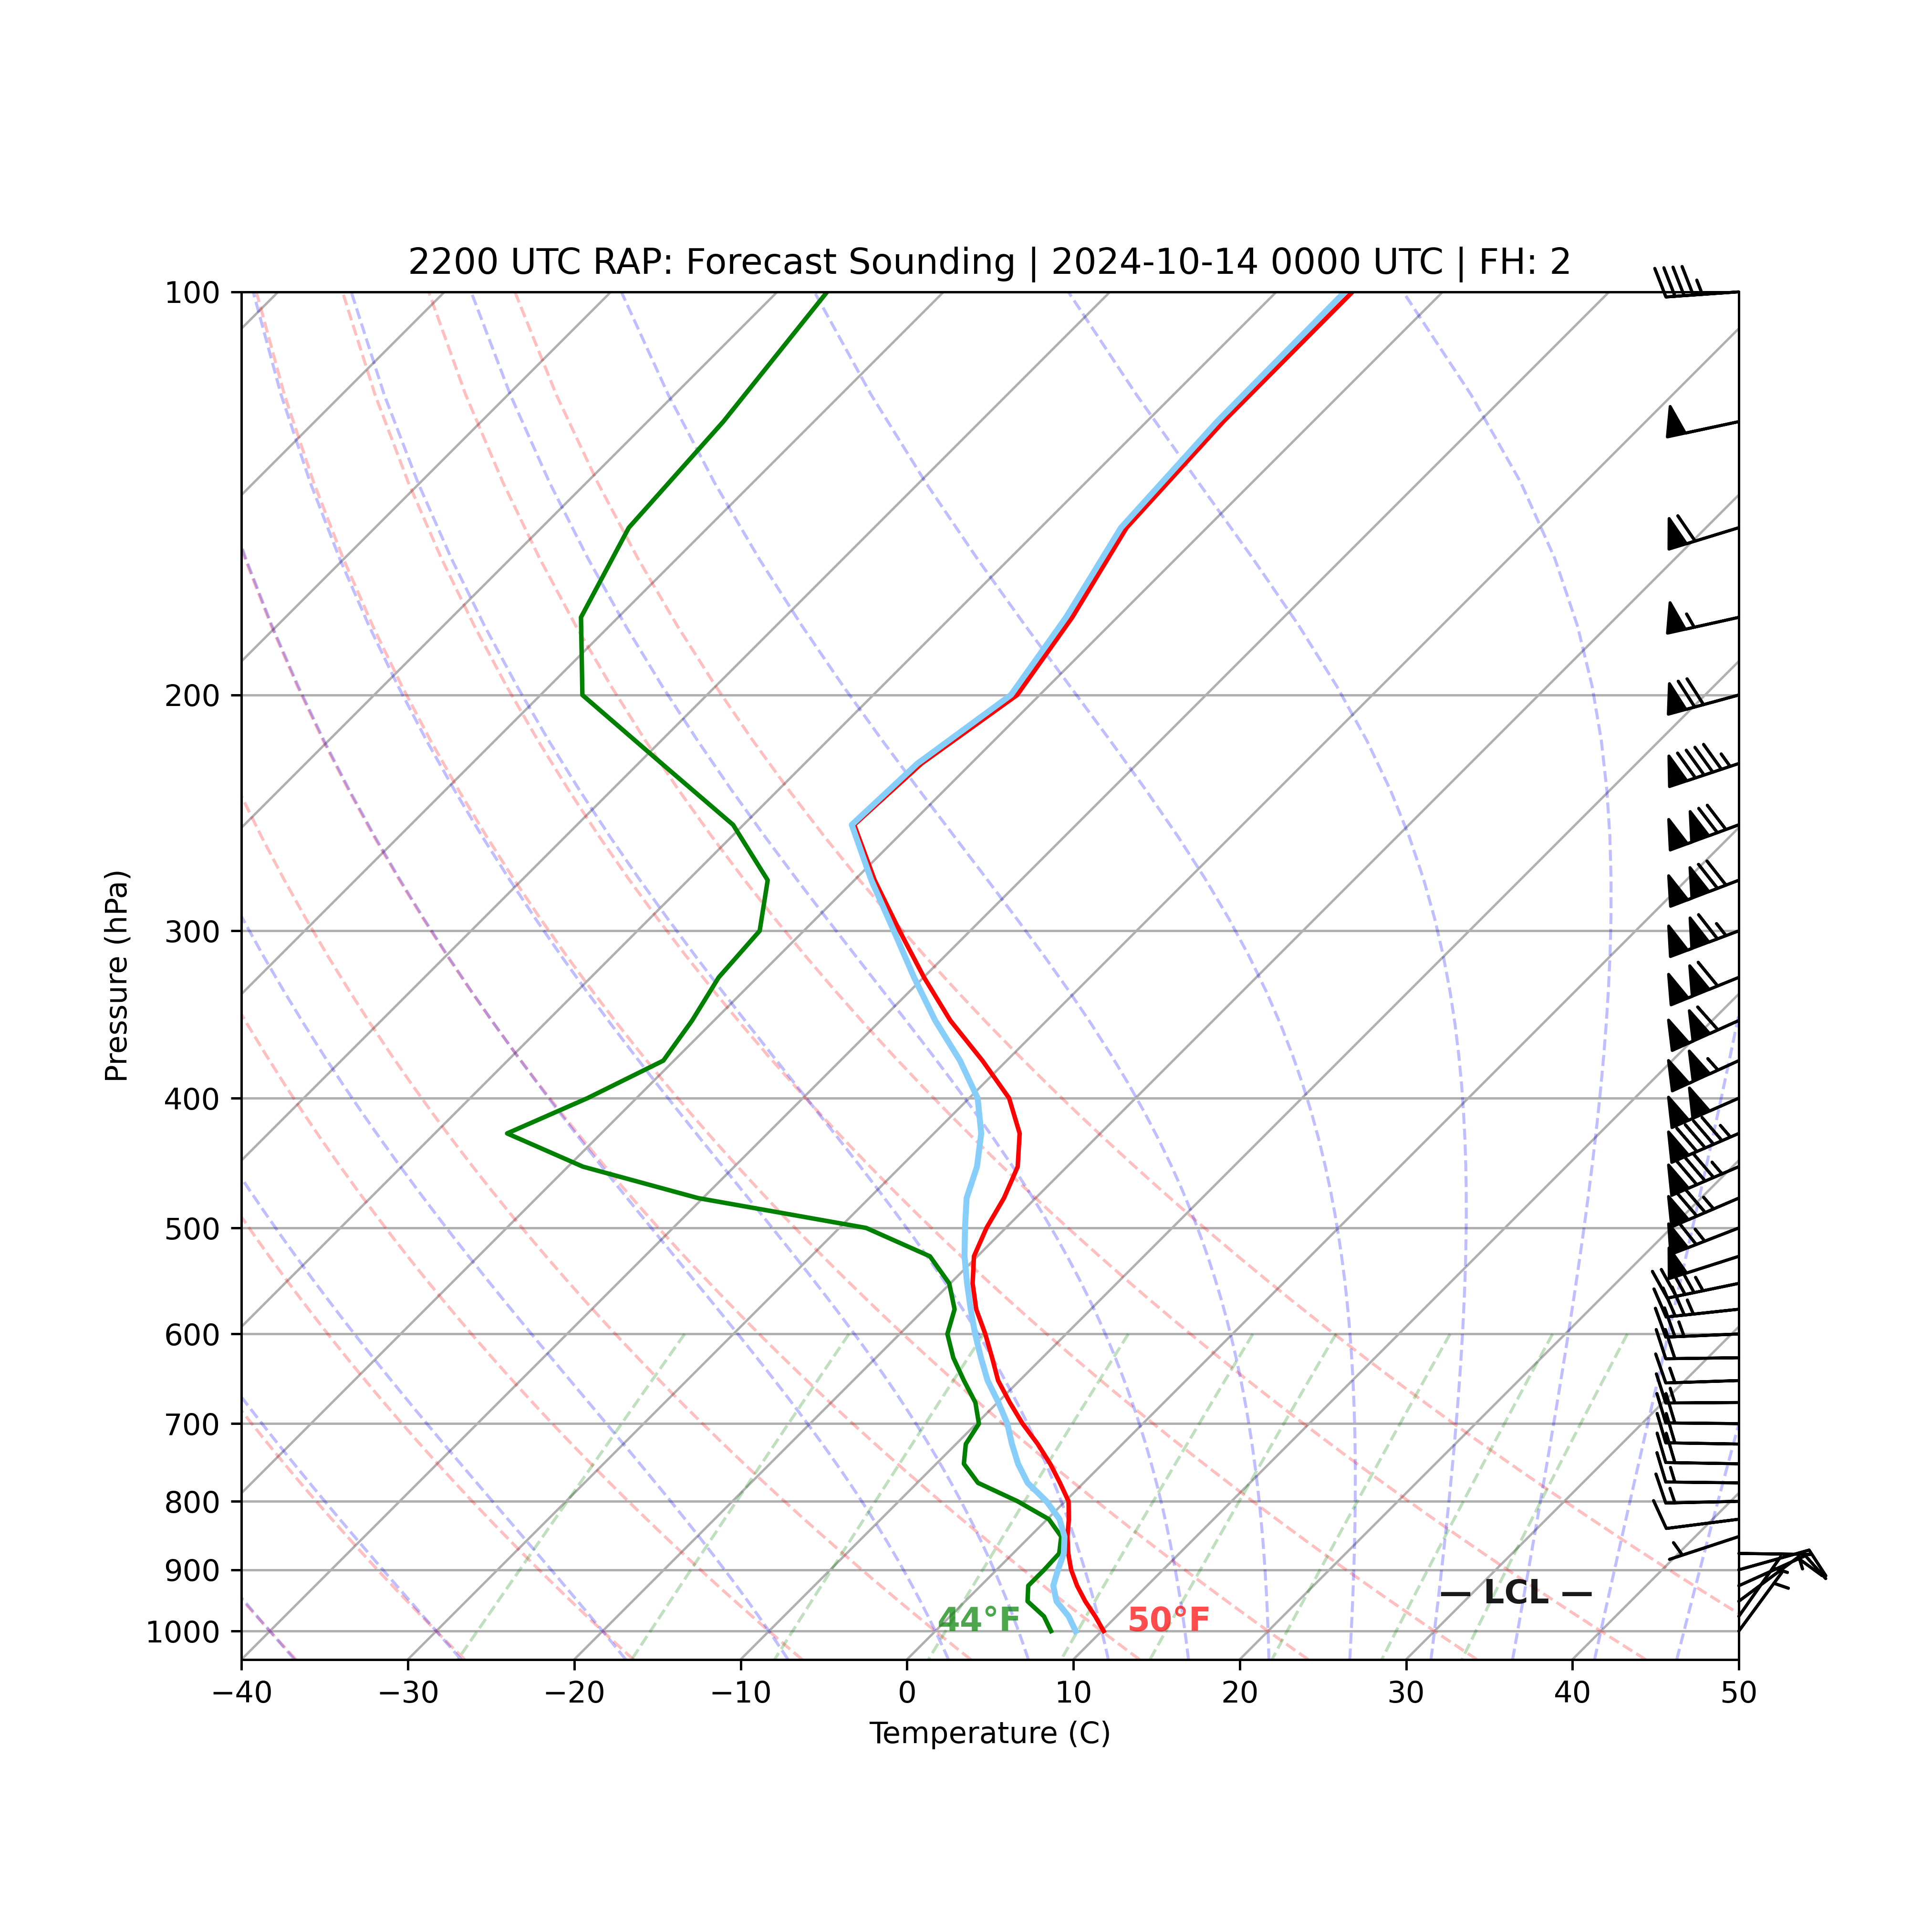 2200 UTC RAP: Forecast Sounding | 2024-10-14 0000 UTC | FH: 2
100
200
300
400
500
600
700
800
900
1000
Pressure (hPa)
— LCL —
44°F
50°F
−40 −30 −20 −10 0 10 20 30 40 50
Temperature (C)